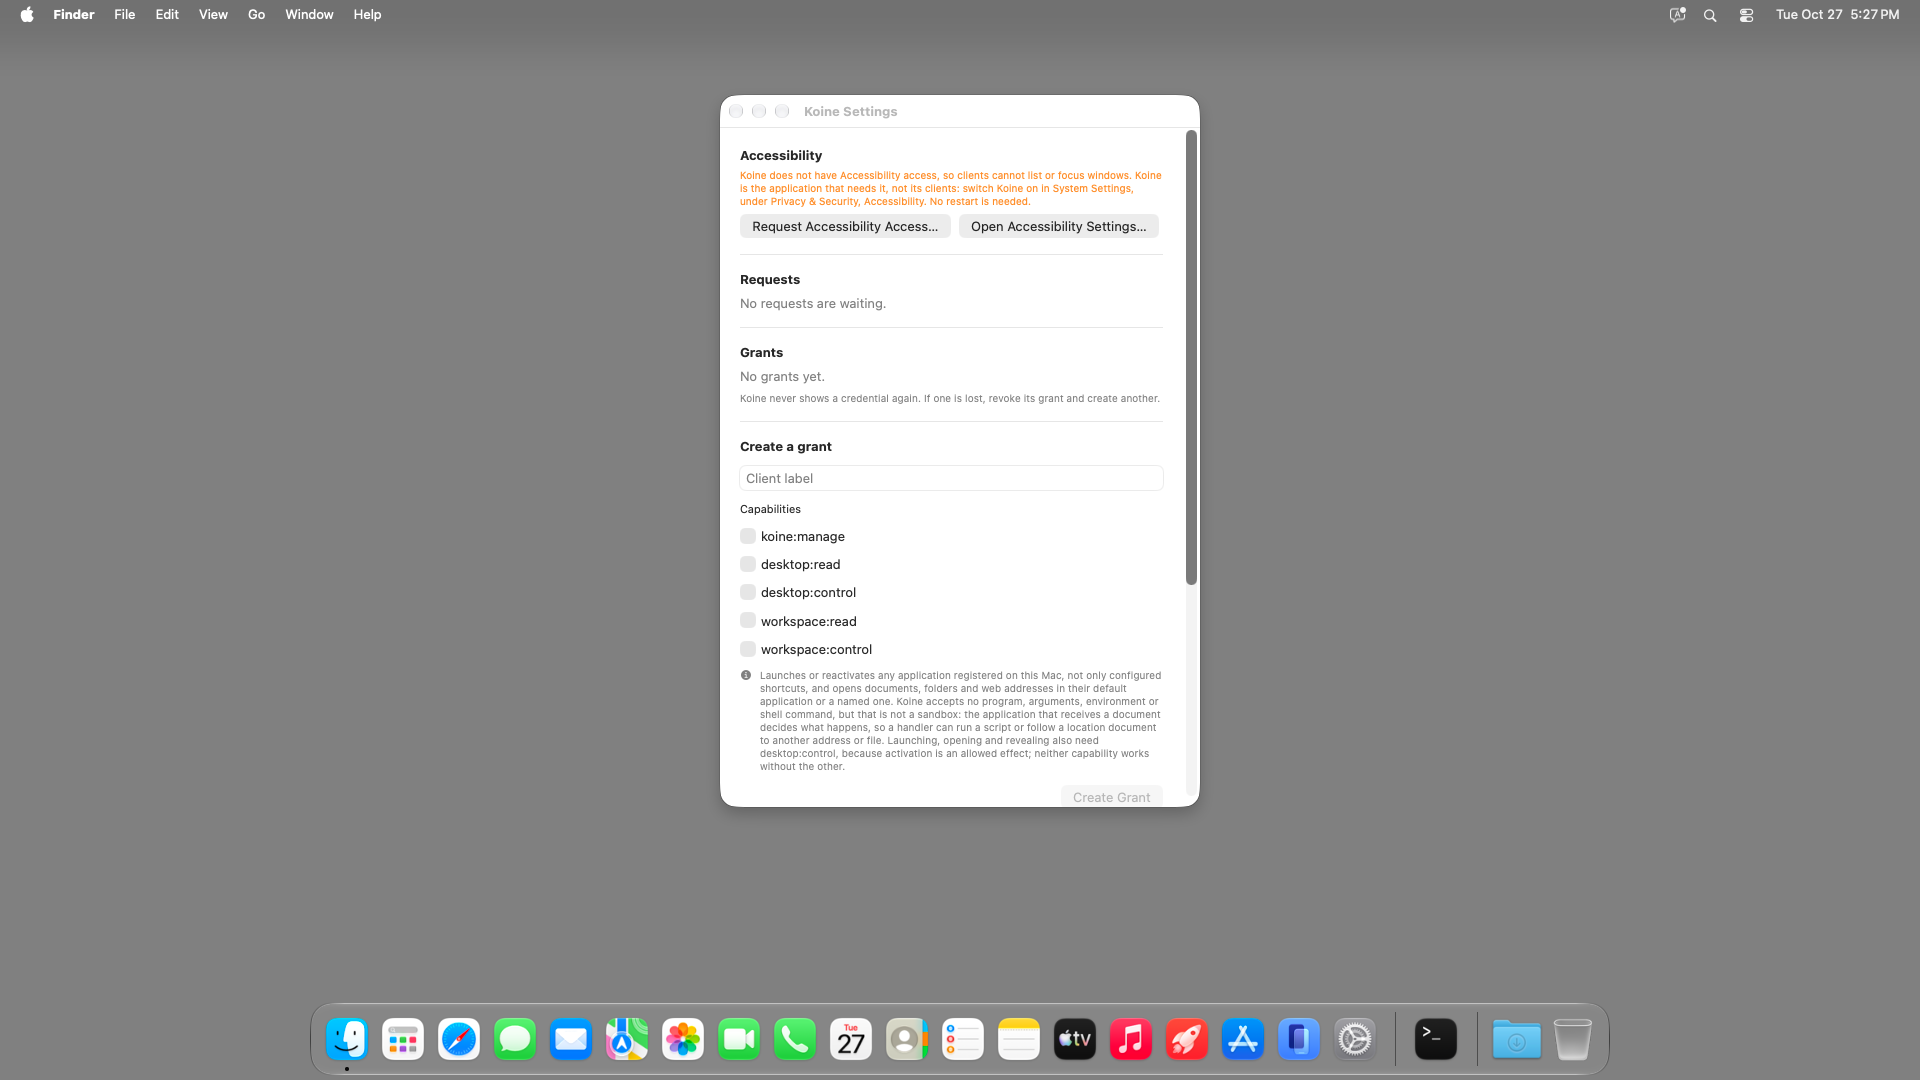 Finder File Edit View Go Window Help
Tue Oct 27 5:27 PM
Koine Settings
Accessibility
Koine does not have Accessibility access, so clients cannot list or focus windows. Koine
is the application that needs it, not its clients: switch Koine on in System Settings,
under Privacy & Security, Accessibility. No restart is needed.
Request Accessibility Access...
Open Accessibility Settings...
Requests
No requests are waiting.
Grants
No grants yet.
Koine never shows a credential again. If one is lost, revoke its grant and create another.
Create a grant
Client label
Capabilities
koine:manage
desktop:read
desktop:control
workspace:read
workspace:control
Launches or reactivates any application registered on this Mac, not only configured
shortcuts, and opens documents, folders and web addresses in their default
application or a named one. Koine accepts no program, arguments, environment or
shell command, but that is not a sandbox: the application that receives a document
decides what happens, so a handler can run a script or follow a location document
to another address or file. Launching, opening and revealing also need
desktop:control, because activation is an allowed effect; neither capability works
without the other.
Create Grant
Tue
27
tv
>_